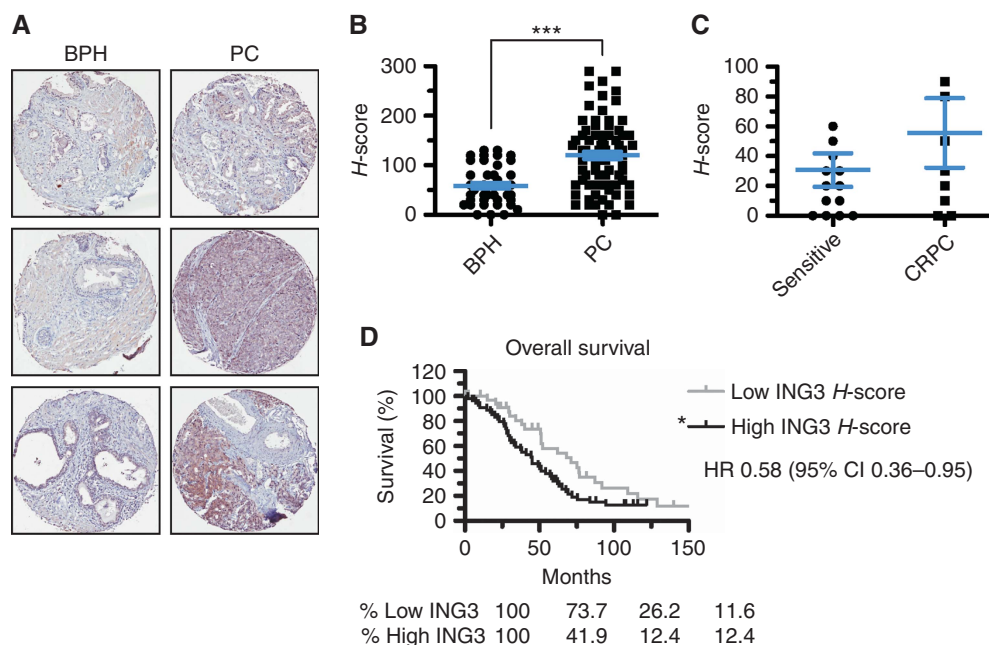 A
BPH
PC
B
***
H-score
300
200
100
0
BPH
PC
C
H-score
100
80
60
40
20
0
Sensitive
CRPC
D
Overall survival
Survival (%)
120
100
80
60
40
20
0
0
50
100
150
Months
Low ING3 H-score
* High ING3 H-score
HR 0.58 (95% CI 0.36–0.95)
% Low ING3 100 73.7 26.2 11.6
% High ING3 100 41.9 12.4 12.4